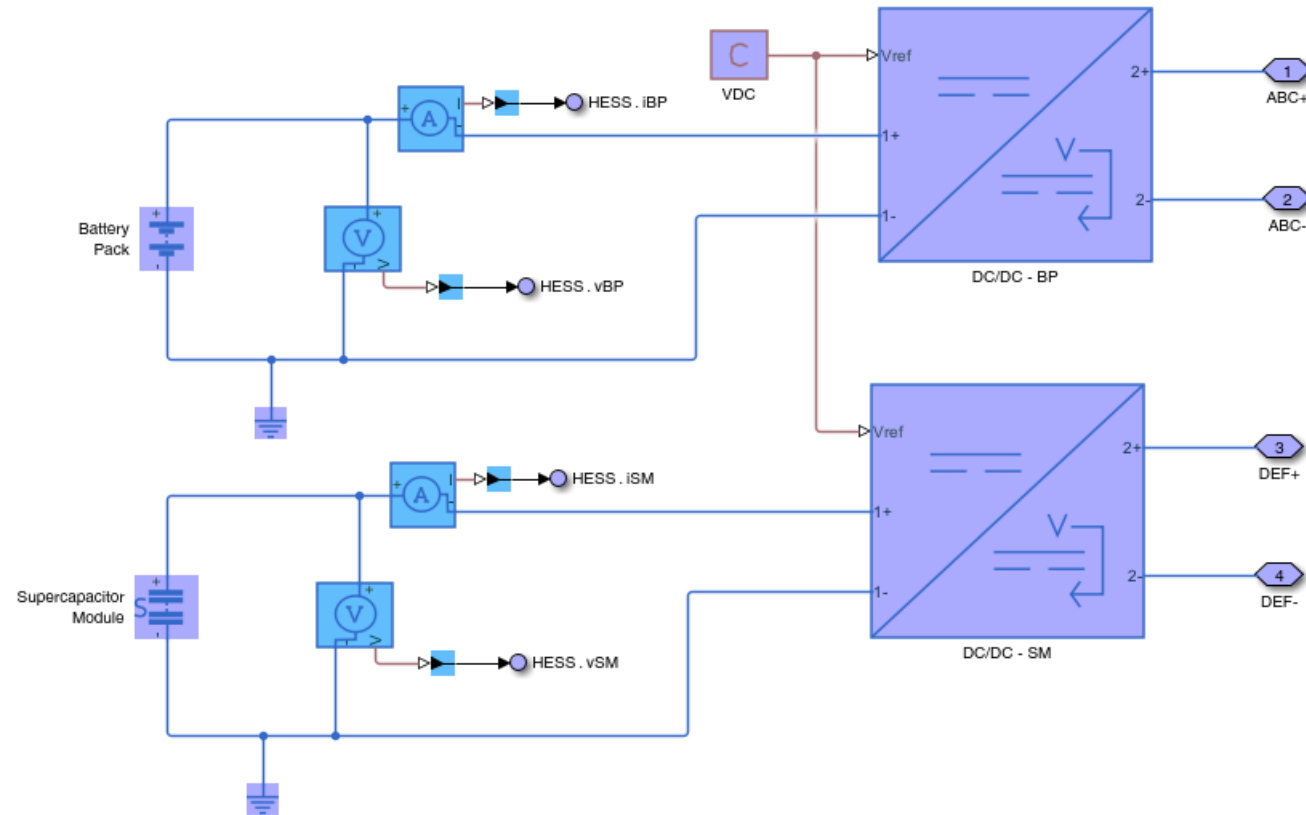 C
VDC
Vref
2+
1
ABC+
+
A
I
-
HESS.iBP
1+
Battery
Pack
+
-
+
V
-
V
HESS.vBP
1-
V
2-
2
ABC-
DC/DC - BP
Vref
2+
3
DEF+
+
A
I
-
HESS.iSM
1+
Supercapacitor
Module
+
S
-
+
V
-
V
HESS.vSM
1-
V
2-
4
DEF-
DC/DC - SM